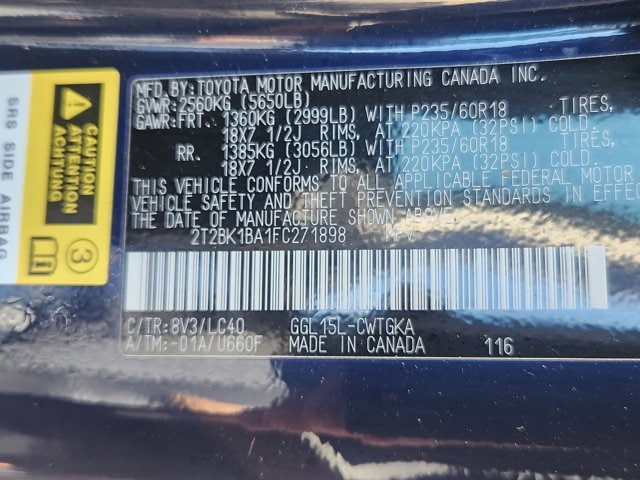 MFD. BY: TOYOTA MOTOR MANUFACTURING CANADA INC.
GVWR: 2560KG (5650LB)
GAWR: FRT. 1360KG (2999LB) WITH P235/60R18 TIRES,
18X7 1/2J RIMS, AT 220KPA (32PSI) COLD.
RR. 1385KG (3056LB) WITH P235/60R18 TIRES,
18X7 1/2J RIMS, AT 220KPA (32PSI) COLD.
THIS VEHICLE CONFORMS TO ALL APPLICABLE FEDERAL MOTOR
VEHICLE SAFETY AND THEFT PREVENTION STANDARDS IN EFFE
THE DATE OF MANUFACTURE SHOWN ABOVE.
2T2BK1BA1FC271898 MPV
C/TR: 8V3/LC40 GGL15L-CWTGKA
A/TM: -01A/U660F MADE IN CANADA 116
SRS SIDE AIRBAG
CAUTION
ATTENTION
ACHTUNG
3